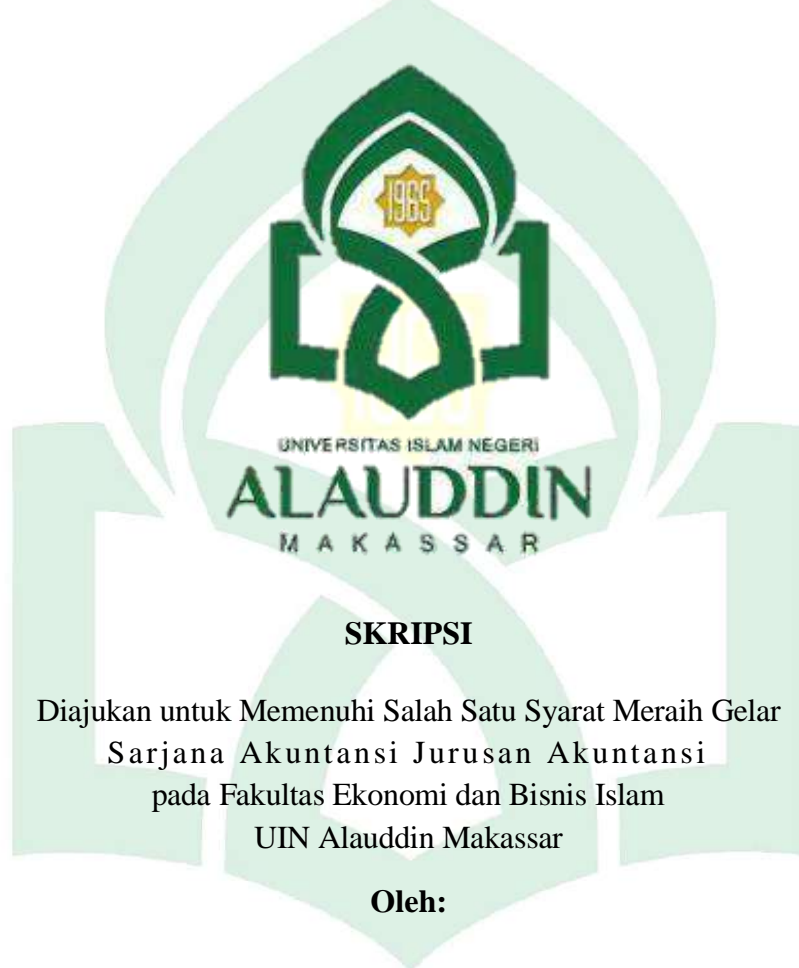 1965
UNIVERSITAS ISLAM NEGERI
ALAUDDIN
MAKASSAR
SKRIPSI
Diajukan untuk Memenuhi Salah Satu Syarat Meraih Gelar
Sarjana Akuntansi Jurusan Akuntansi
pada Fakultas Ekonomi dan Bisnis Islam
UIN Alauddin Makassar
Oleh: